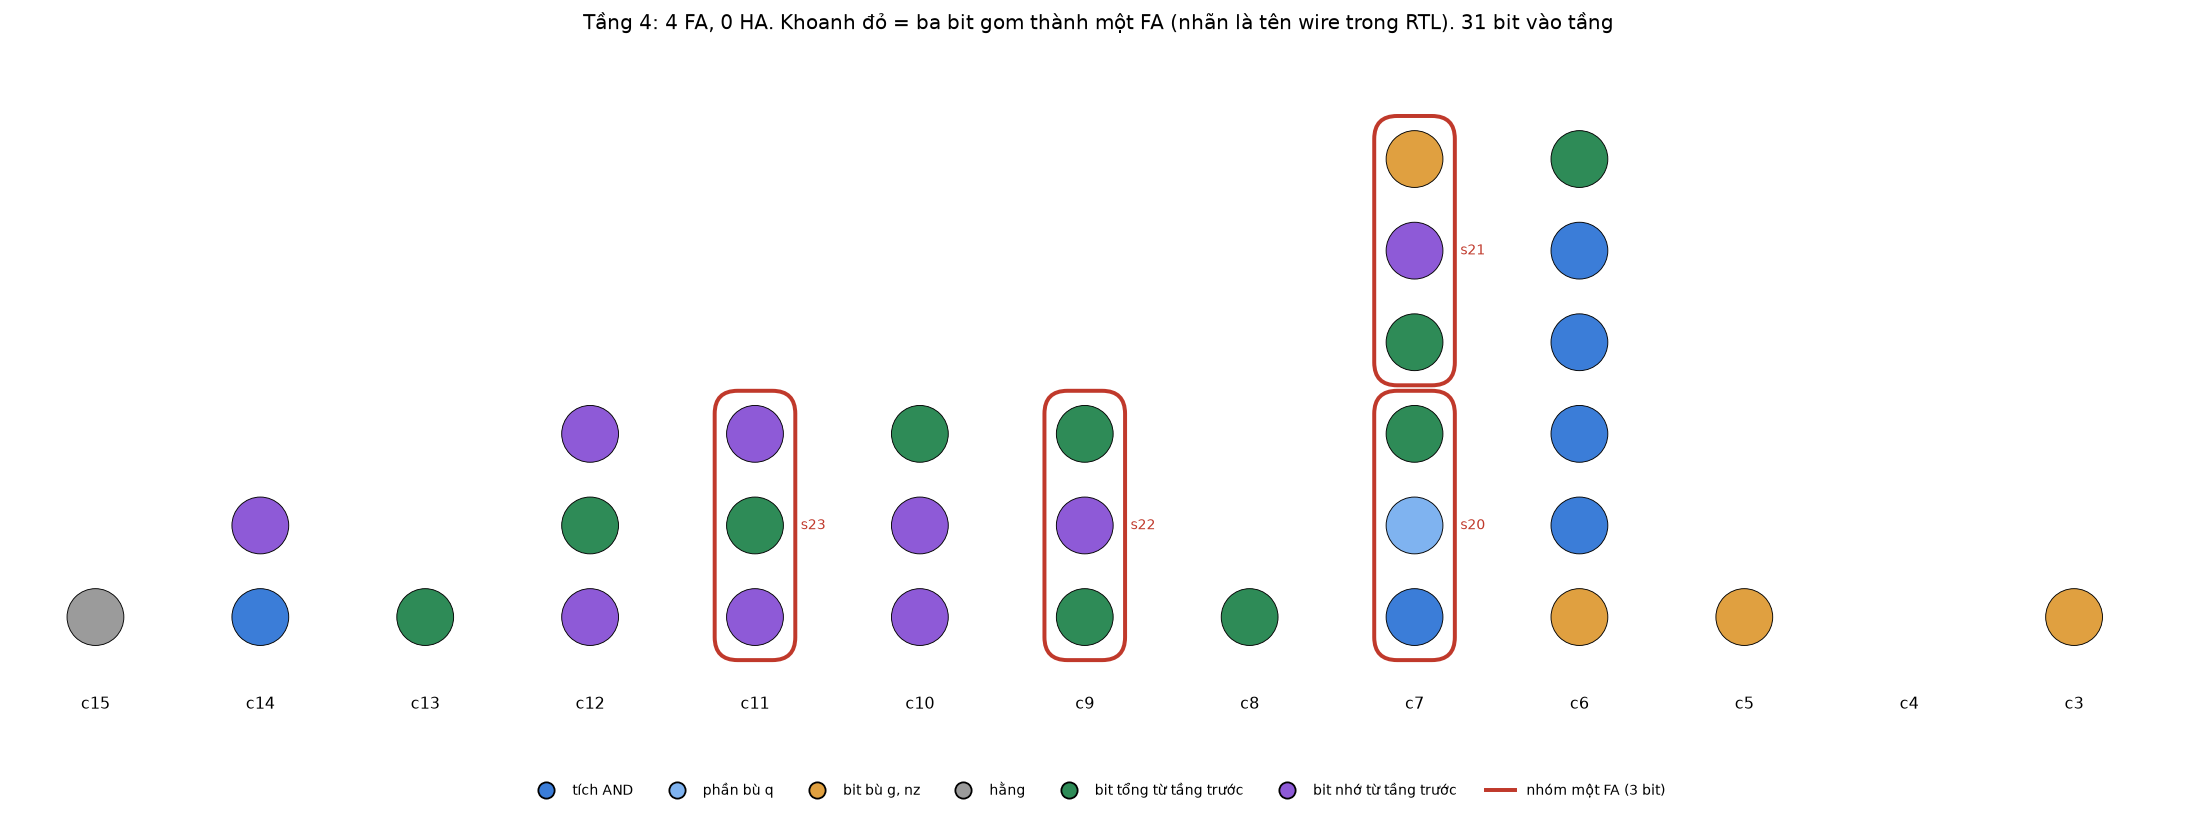 Tầng 4: 4 FA, 0 HA. Khoanh đỏ = ba bit gom thành một FA (nhãn là tên wire trong RTL). 31 bit vào tầng
s21
s23
s22
s20
c15 c14 c13 c12 c11 c10 c9 c8 c7 c6 c5 c4 c3
tích AND phần bù q bit bù g, nz hằng bit tổng từ tầng trước bit nhớ từ tầng trước nhóm một FA (3 bit)